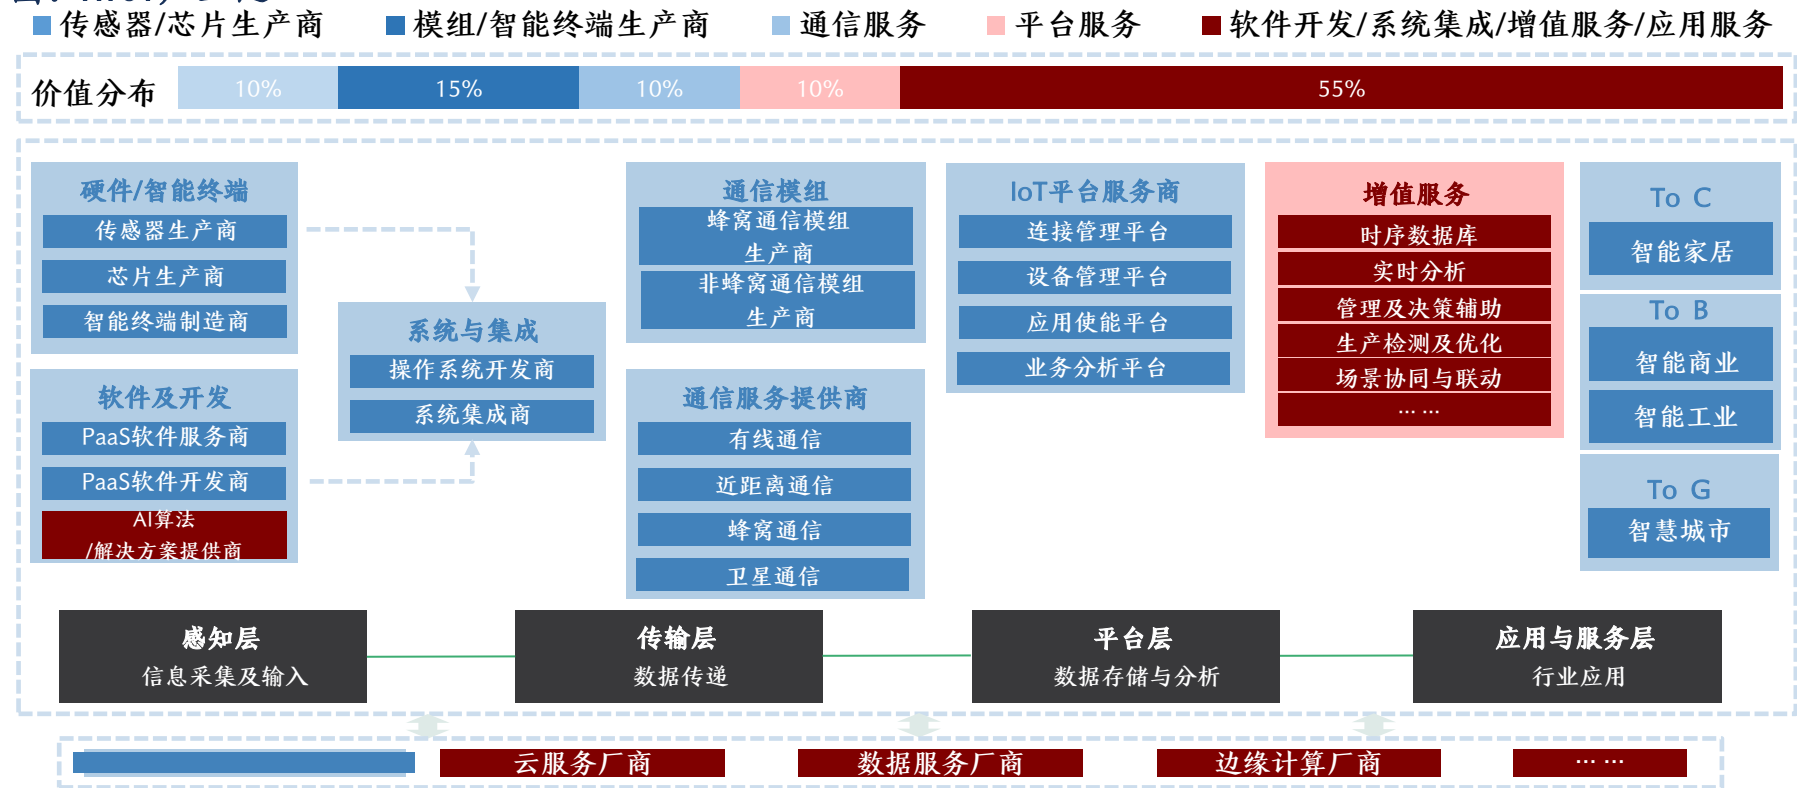 传感器/芯片生产商
模组/智能终端生产商
通信服务
平台服务
软件开发/系统集成/增值服务/应用服务
价值分布
10%
15%
10%
10%
55%
硬件/智能终端
传感器生产商
芯片生产商
智能终端制造商
软件及开发
PaaS软件服务商
PaaS软件开发商
AI算法
/解决方案提供商
系统与集成
操作系统开发商
系统集成商
通信模组
蜂窝通信模组
生产商
非蜂窝通信模组
生产商
通信服务提供商
有线通信
近距离通信
蜂窝通信
卫星通信
IoT平台服务商
连接管理平台
设备管理平台
应用使能平台
业务分析平台
增值服务
时序数据库
实时分析
管理及决策辅助
生产检测及优化
场景协同与联动
……
To C
智能家居
To B
智能商业
智能工业
To G
智慧城市
感知层
信息采集及输入
传输层
数据传递
平台层
数据存储与分析
应用与服务层
行业应用
云服务厂商
数据服务厂商
边缘计算厂商
……